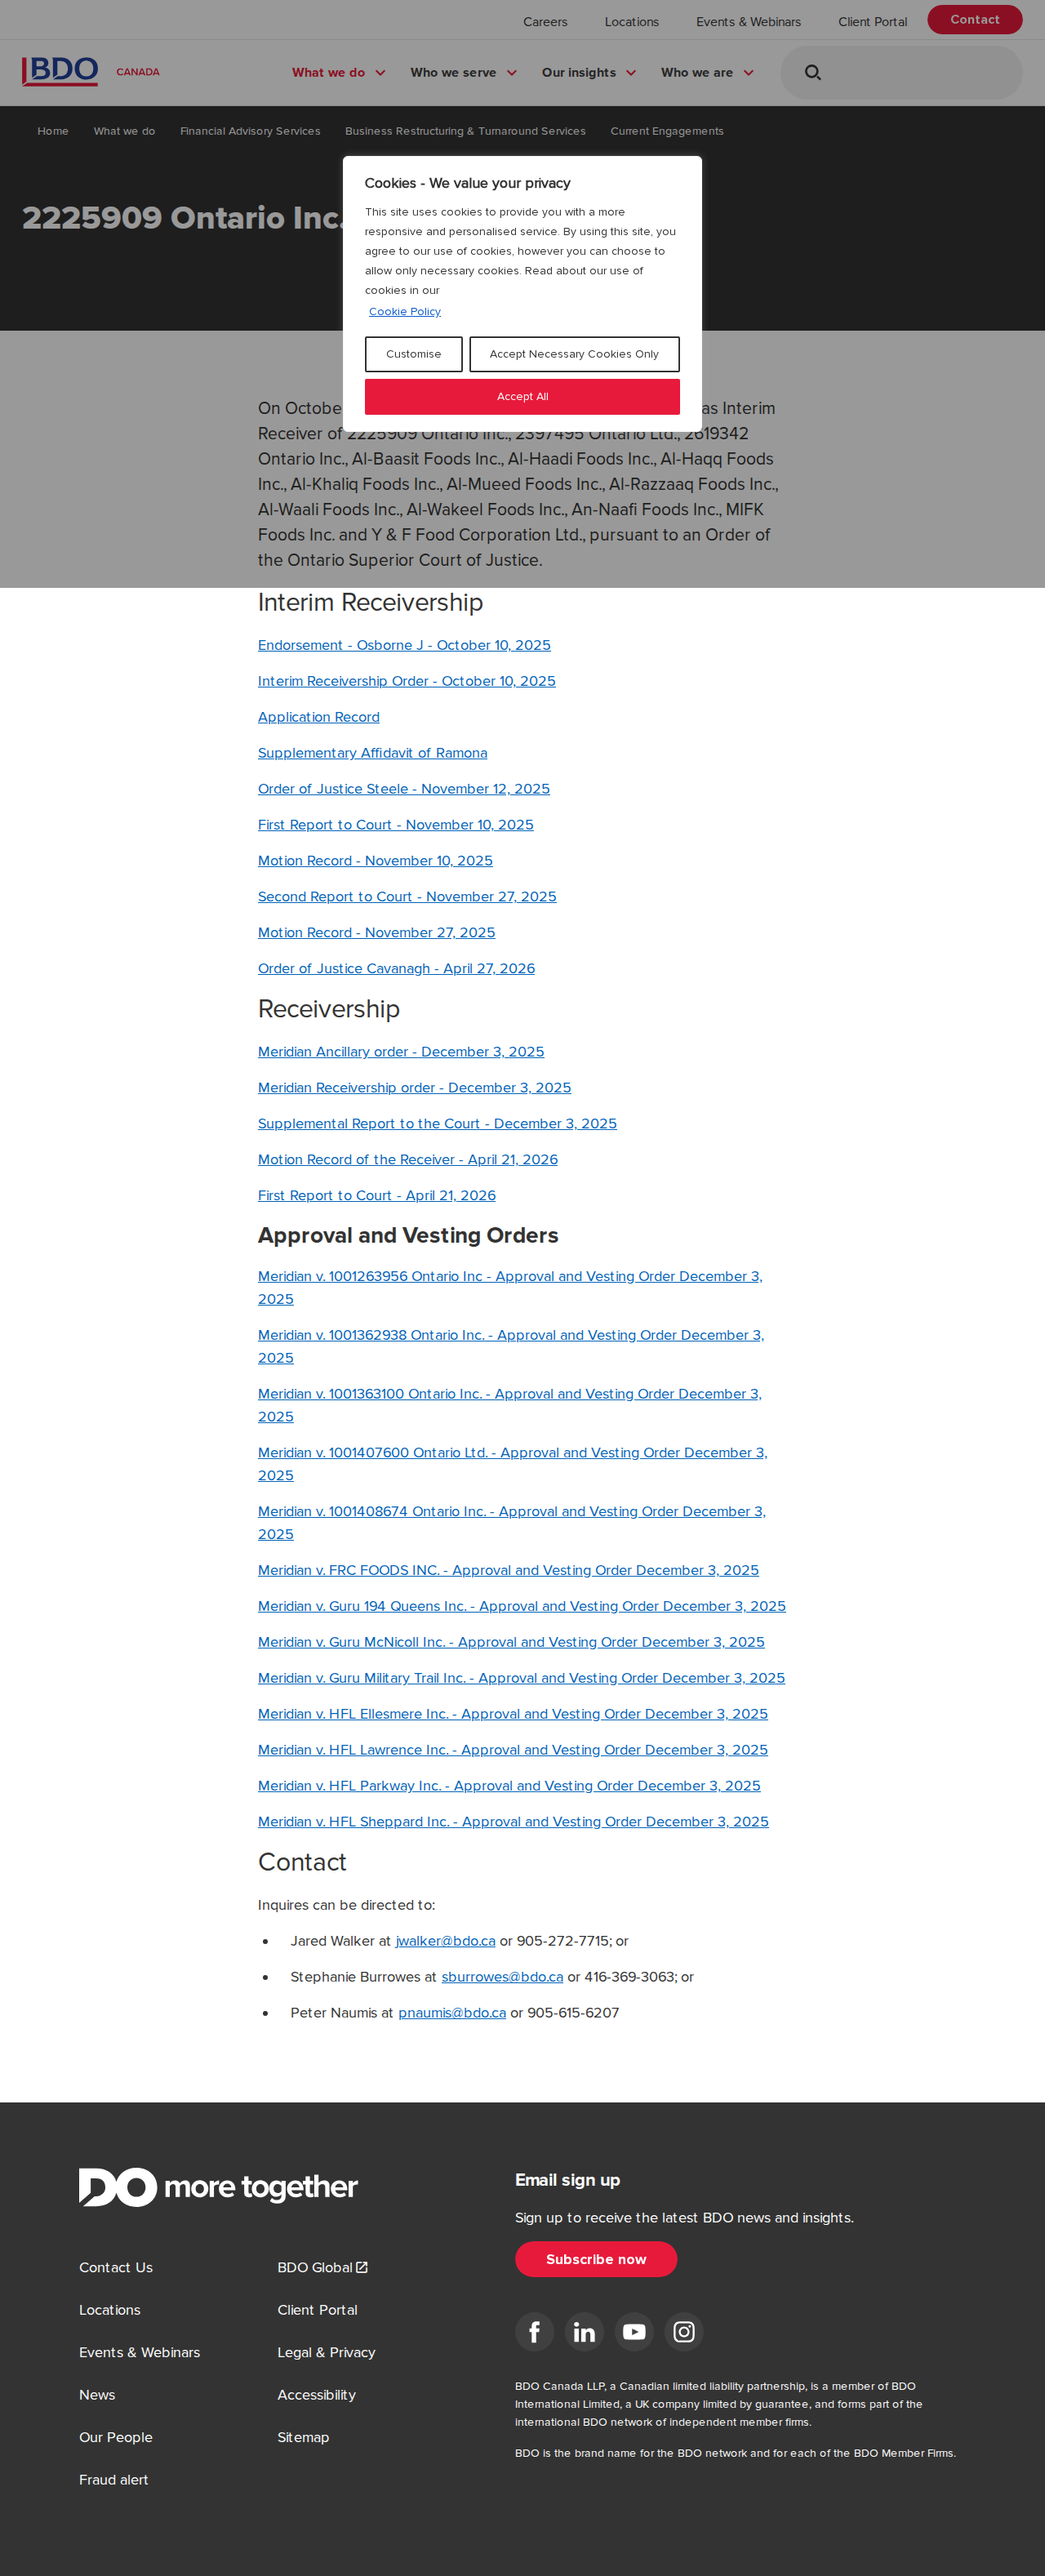 Careers Locations Events & Webinars Client Portal Contact
BDO CANADA What we do Who we serve Our insights Who we are
Home What we do Financial Advisory Services Business Restructuring & Turnaround Services Current Engagements
2225909 Ontario Inc.
Cookies - We value your privacy
This site uses cookies to provide you with a more
responsive and personalised service. By using this site, you
agree to our use of cookies, however you can choose to
allow only necessary cookies. Read about our use of
cookies in our
Cookie Policy
Customise Accept Necessary Cookies Only
Accept All
On October as Interim
Receiver of 2225909 Ontario Inc., 2397495 Ontario Ltd., 2619342
Ontario Inc., Al-Baasit Foods Inc., Al-Haadi Foods Inc., Al-Haqq Foods
Inc., Al-Khaliq Foods Inc., Al-Mueed Foods Inc., Al-Razzaaq Foods Inc.,
Al-Waali Foods Inc., Al-Wakeel Foods Inc., An-Naafi Foods Inc., MIFK
Foods Inc. and Y & F Food Corporation Ltd., pursuant to an Order of
the Ontario Superior Court of Justice.
Interim Receivership
Endorsement - Osborne J - October 10, 2025
Interim Receivership Order - October 10, 2025
Application Record
Supplementary Affidavit of Ramona
Order of Justice Steele - November 12, 2025
First Report to Court - November 10, 2025
Motion Record - November 10, 2025
Second Report to Court - November 27, 2025
Motion Record - November 27, 2025
Order of Justice Cavanagh - April 27, 2026
Receivership
Meridian Ancillary order - December 3, 2025
Meridian Receivership order - December 3, 2025
Supplemental Report to the Court - December 3, 2025
Motion Record of the Receiver - April 21, 2026
First Report to Court - April 21, 2026
Approval and Vesting Orders
Meridian v. 1001263956 Ontario Inc - Approval and Vesting Order December 3,
2025
Meridian v. 1001362938 Ontario Inc. - Approval and Vesting Order December 3,
2025
Meridian v. 1001363100 Ontario Inc. - Approval and Vesting Order December 3,
2025
Meridian v. 1001407600 Ontario Ltd. - Approval and Vesting Order December 3,
2025
Meridian v. 1001408674 Ontario Inc. - Approval and Vesting Order December 3,
2025
Meridian v. FRC FOODS INC. - Approval and Vesting Order December 3, 2025
Meridian v. Guru 194 Queens Inc. - Approval and Vesting Order December 3, 2025
Meridian v. Guru McNicoll Inc. - Approval and Vesting Order December 3, 2025
Meridian v. Guru Military Trail Inc. - Approval and Vesting Order December 3, 2025
Meridian v. HFL Ellesmere Inc. - Approval and Vesting Order December 3, 2025
Meridian v. HFL Lawrence Inc. - Approval and Vesting Order December 3, 2025
Meridian v. HFL Parkway Inc. - Approval and Vesting Order December 3, 2025
Meridian v. HFL Sheppard Inc. - Approval and Vesting Order December 3, 2025
Contact
Inquires can be directed to:
Jared Walker at jwalker@bdo.ca or 905-272-7715; or
Stephanie Burrowes at sburrowes@bdo.ca or 416-369-3063; or
Peter Naumis at pnaumis@bdo.ca or 905-615-6207
DO more together
Contact Us
Locations
Events & Webinars
News
Our People
Fraud alert
BDO Global
Client Portal
Legal & Privacy
Accessibility
Sitemap
Email sign up
Sign up to receive the latest BDO news and insights.
Subscribe now
BDO Canada LLP, a Canadian limited liability partnership, is a member of BDO
International Limited, a UK company limited by guarantee, and forms part of the
international BDO network of independent member firms.
BDO is the brand name for the BDO network and for each of the BDO Member Firms.